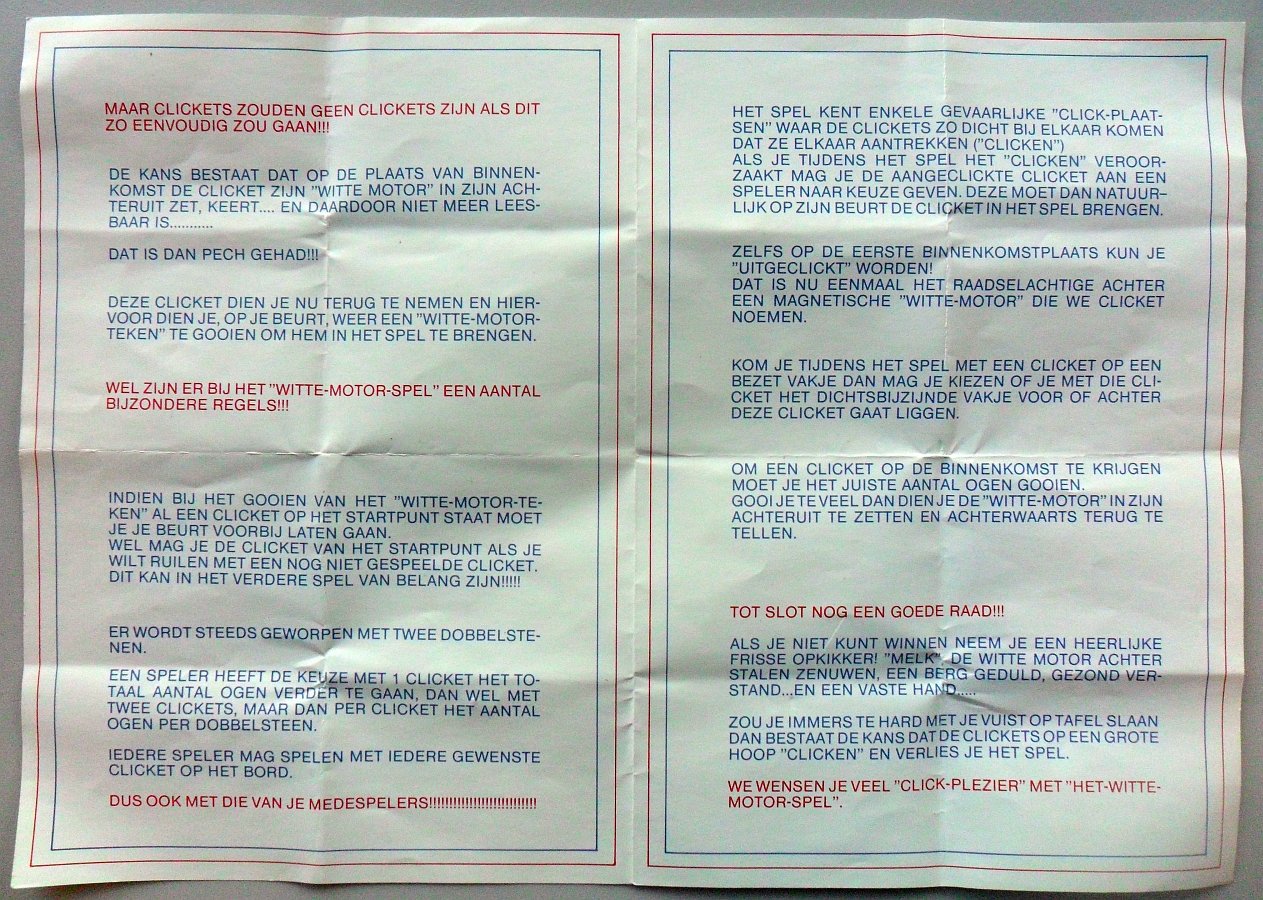 MAAR CLICKETS ZOUDEN GEEN CLICKETS ZIJN ALS DIT
ZO EENVOUDIG ZOU GAAN!!!
DE KANS BESTAAT DAT OP DE PLAATS VAN BINNEN-
KOMST DE CLICKET ZIJN "WITTE MOTOR" IN ZIJN ACH-
TERUIT ZET, KEERT.... EN DAARDOOR NIET MEER LEES-
BAAR IS...........
DAT IS DAN PECH GEHAD!!!
DEZE CLICKET DIEN JE NU TERUG TE NEMEN EN HIER-
VOOR DIEN JE, OP JE BEURT, WEER EEN "WITTE-MOTOR-
TEKEN" TE GOOIEN OM HEM IN HET SPEL TE BRENGEN.
WEL ZIJN ER BIJ HET "WITTE-MOTOR-SPEL" EEN AANTAL
BIJZONDERE REGELS!!!
INDIEN BIJ HET GOOIEN VAN HET "WITTE-MOTOR-TE-
KEN" AL EEN CLICKET OP HET STARTPUNT STAAT MOET
JE JE BEURT VOORBIJ LATEN GAAN.
WEL MAG JE DE CLICKET VAN HET STARTPUNT ALS JE
WILT RUILEN MET EEN NOG NIET GESPEELDE CLICKET.
DIT KAN IN HET VERDERE SPEL VAN BELANG ZIJN!!!!!
ER WORDT STEEDS GEWORPEN MET TWEE DOBBELSTE-
NEN.
EEN SPELER HEEFT DE KEUZE MET 1 CLICKET HET TO-
TAAL AANTAL OGEN VERDER TE GAAN, DAN WEL MET
TWEE CLICKETS, MAAR DAN PER CLICKET HET AANTAL
OGEN PER DOBBELSTEEN.
IEDERE SPELER MAG SPELEN MET IEDERE GEWENSTE
CLICKET OP HET BORD.
DUS OOK MET DIE VAN JE MEDESPELERS!!!!!!!!!!!!!!!!!!!!!!!!!!!
HET SPEL KENT ENKELE GEVAARLIJKE "CLICK-PLAAT-
SEN" WAAR DE CLICKETS ZO DICHT BIJ ELKAAR KOMEN
DAT ZE ELKAAR AANTREKKEN ("CLICKEN")
ALS JE TIJDENS HET SPEL HET "CLICKEN" VEROOR-
ZAAKT MAG JE DE AANGECLICKTE CLICKET AAN EEN
SPELER NAAR KEUZE GEVEN. DEZE MOET DAN NATUUR-
LIJK OP ZIJN BEURT DE CLICKET IN HET SPEL BRENGEN.
ZELFS OP DE EERSTE BINNENKOMSTPLAATS KUN JE
"UITGECLICKT" WORDEN!
DAT IS NU EENMAAL HET RAADSELACHTIGE ACHTER
EEN MAGNETISCHE "WITTE-MOTOR" DIE WE CLICKET
NOEMEN.
KOM JE TIJDENS HET SPEL MET EEN CLICKET OP EEN
BEZET VAKJE DAN MAG JE KIEZEN OF JE MET DIE CLI-
CKET HET DICHTSBIJZIJNDE VAKJE VOOR OF ACHTER
DEZE CLICKET GAAT LIGGEN.
OM EEN CLICKET OP DE BINNENKOMST TE KRIJGEN
MOET JE HET JUISTE AANTAL OGEN GOOIEN.
GOOI JE TE VEEL DAN DIEN JE DE "WITTE-MOTOR" IN ZIJN
ACHTERUIT TE ZETTEN EN ACHTERWAARTS TERUG TE
TELLEN.
TOT SLOT NOG EEN GOEDE RAAD!!!
ALS JE NIET KUNT WINNEN NEEM JE EEN HEERLIJKE
FRISSE OPKIKKER! "MELK" DE WITTE MOTOR ACHTER
STALEN ZENUWEN, EEN BERG GEDULD, GEZOND VER-
STAND...EN EEN VASTE HAND.....
ZOU JE IMMERS TE HARD MET JE VUIST OP TAFEL SLAAN
DAN BESTAAT DE KANS DAT DE CLICKETS OP EEN GROTE
HOOP "CLICKEN" EN VERLIES JE HET SPEL.
WE WENSEN JE VEEL "CLICK-PLEZIER" MET "HET-WITTE-
MOTOR-SPEL".